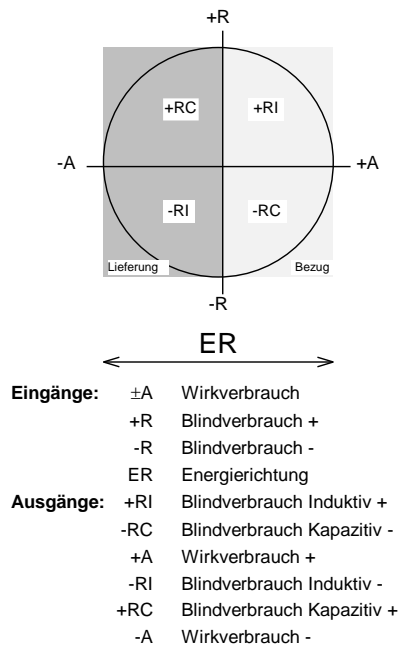 +R
+RC +RI
-A +A
-RI -RC
Lieferung Bezug
-R
ER
Eingänge: ±A Wirkverbrauch
+R Blindverbrauch +
-R Blindverbrauch -
ER Energierichtung
Ausgänge: +RI Blindverbrauch Induktiv +
-RC Blindverbrauch Kapazitiv -
+A Wirkverbrauch +
-RI Blindverbrauch Induktiv -
+RC Blindverbrauch Kapazitiv +
-A Wirkverbrauch -